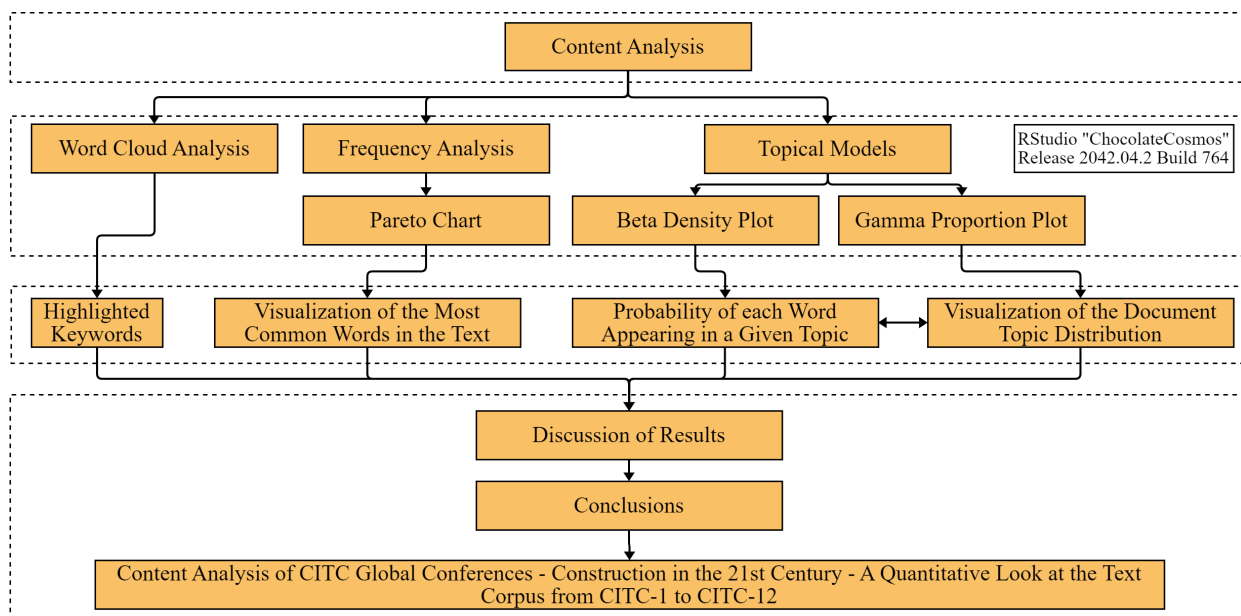 Content Analysis
Word Cloud Analysis
Frequency Analysis
Topical Models
RStudio "ChocolateCosmos"
Release 2042.04.2 Build 764
Pareto Chart
Beta Density Plot
Gamma Proportion Plot
Highlighted
Keywords
Visualization of the Most
Common Words in the Text
Probability of each Word
Appearing in a Given Topic
Visualization of the Document
Topic Distribution
Discussion of Results
Conclusions
Content Analysis of CITC Global Conferences - Construction in the 21st Century - A Quantitative Look at the Text
Corpus from CITC-1 to CITC-12